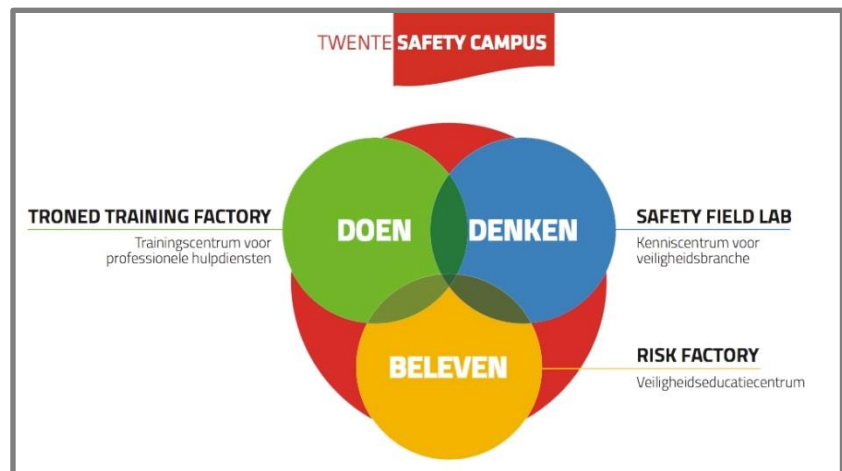 TWENTE SAFETY CAMPUS
DOEN
DENKEN
TRONED TRAINING FACTORY
Trainingscentrum voor
professionele hulpdiensten
SAFETY FIELD LAB
Kenniscentrum voor
veiligheidsbranche
BELEVEN
RISK FACTORY
Veiligheidseducatiecentrum